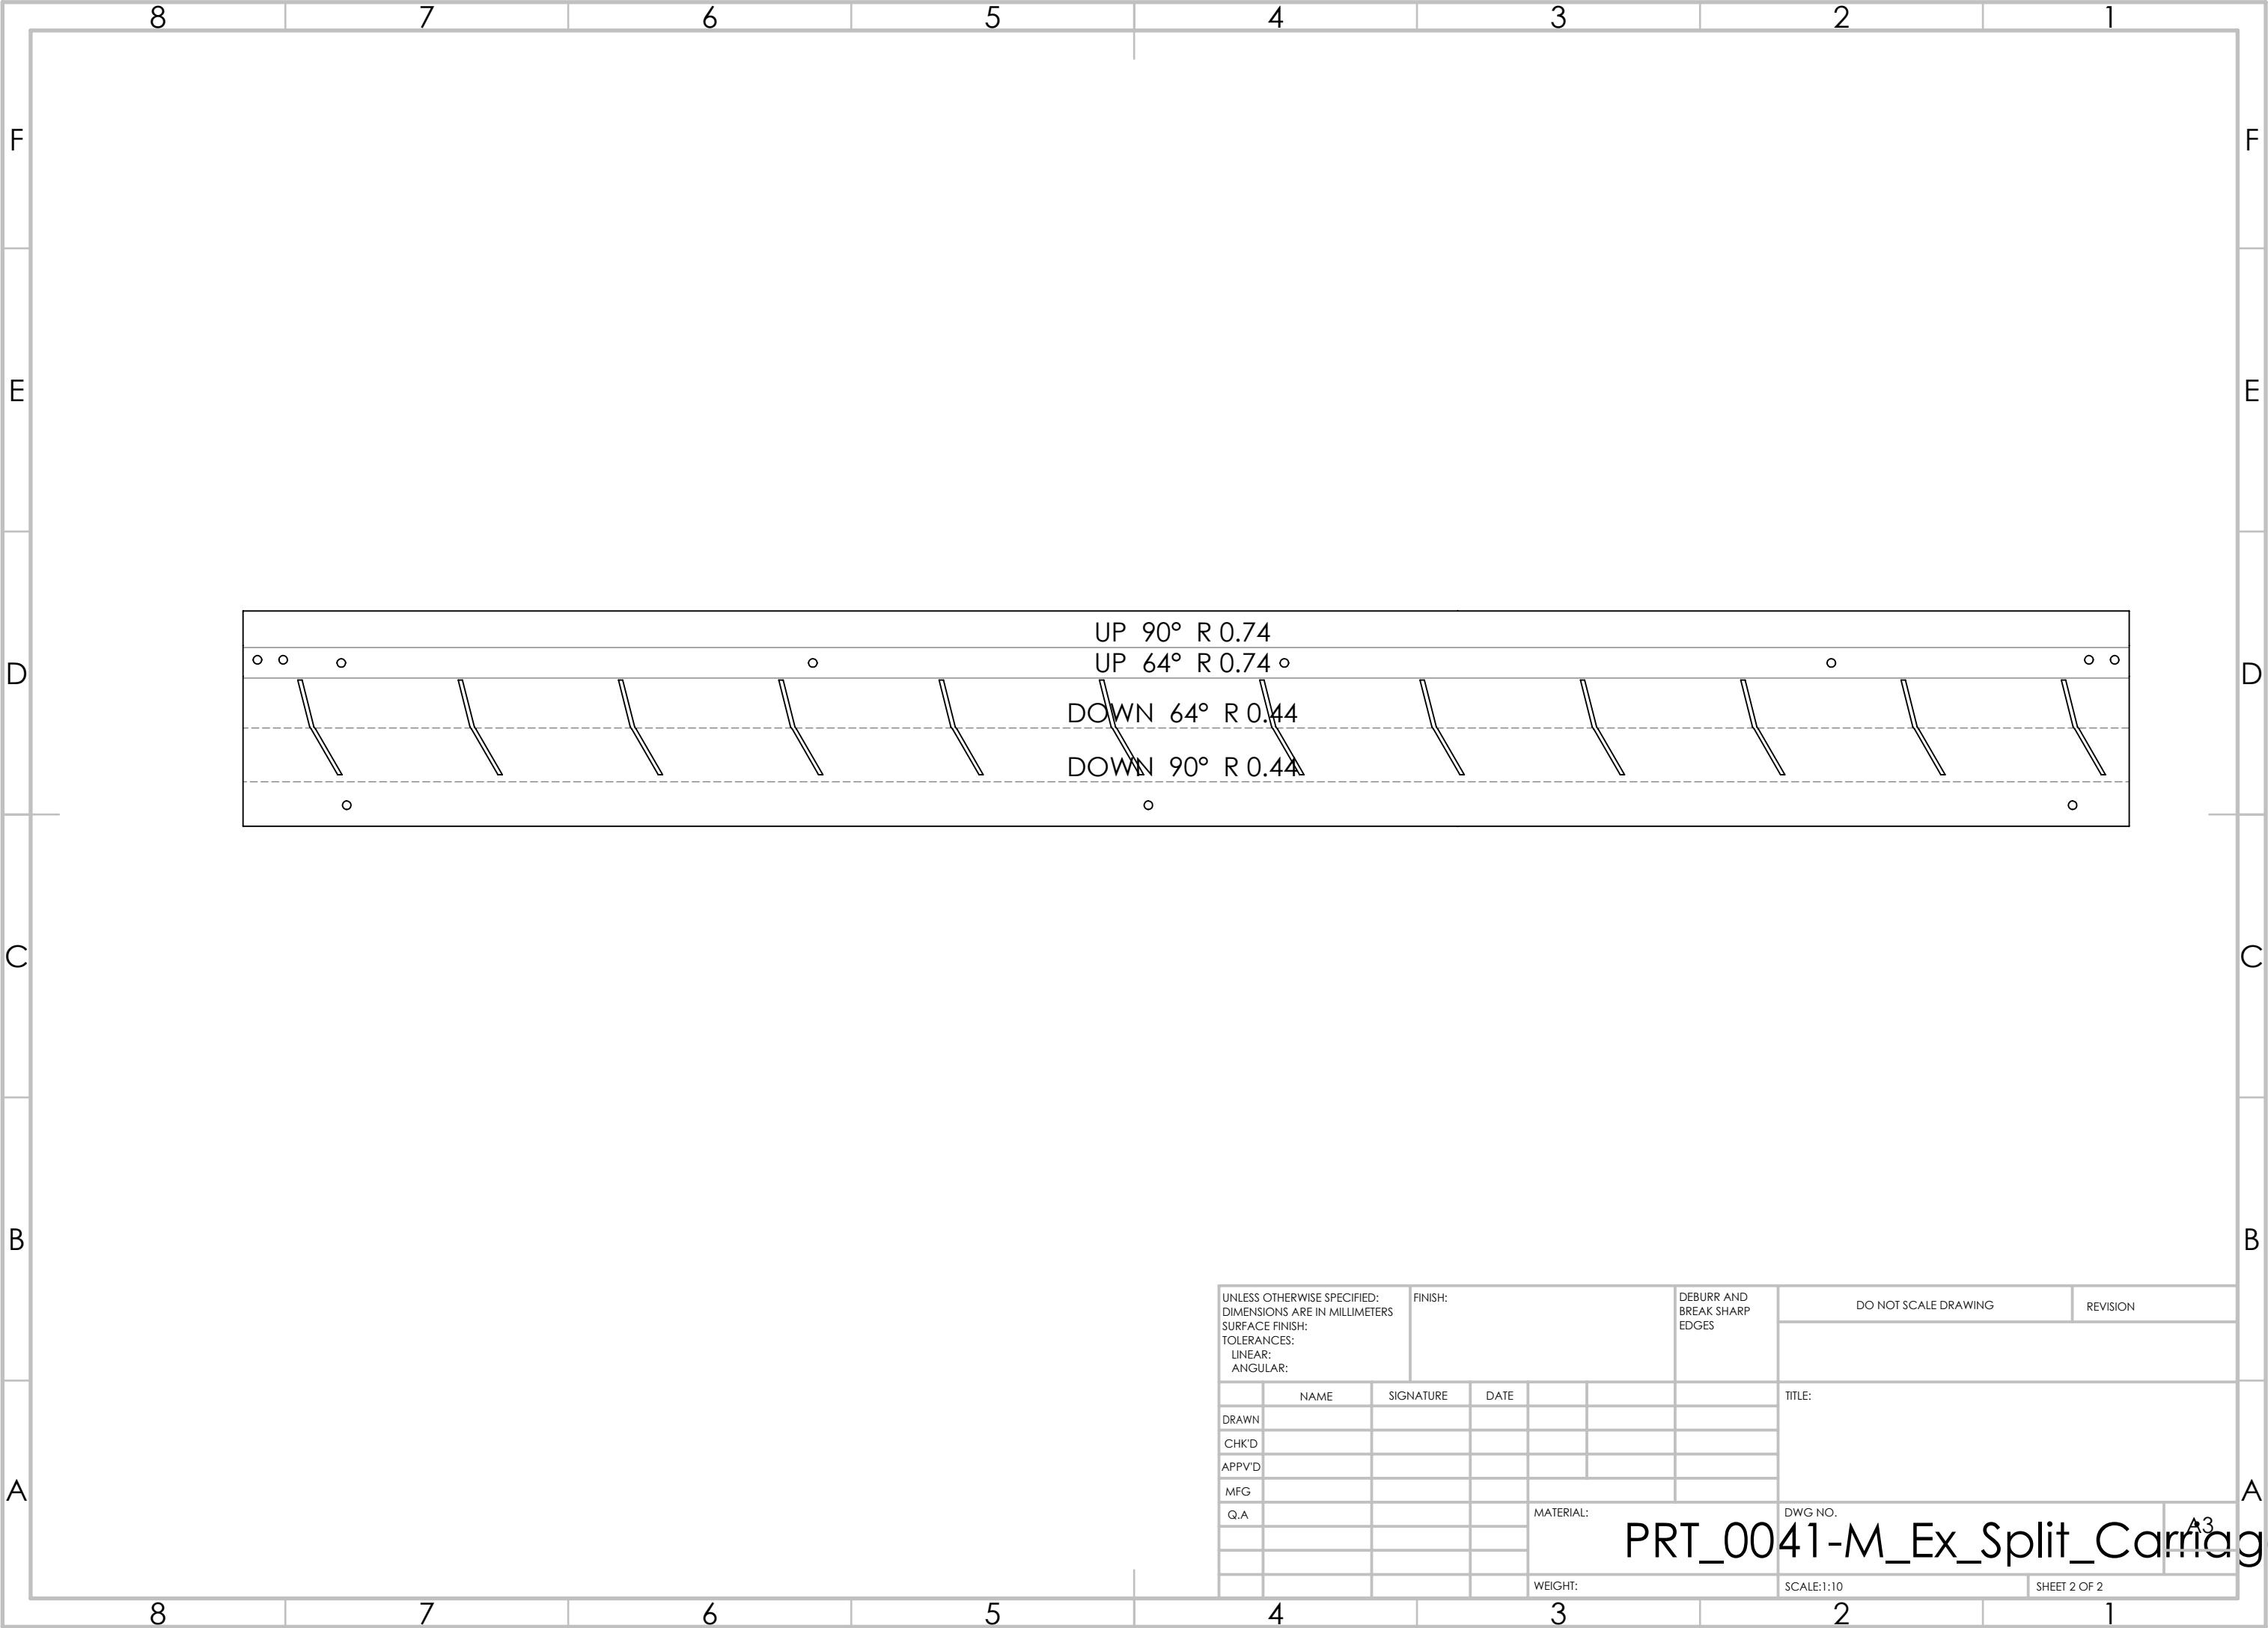 8 7 6 5 4 3 2 1
F F
E E
D D
C C
B B
A A
UP 90° R 0.74
UP 64° R 0.74
DOWN 64° R 0.44
DOWN 90° R 0.44
UNLESS OTHERWISE SPECIFIED:
DIMENSIONS ARE IN MILLIMETERS
SURFACE FINISH:
TOLERANCES:
LINEAR:
ANGULAR:
FINISH:
DEBURR AND
BREAK SHARP
EDGES
DO NOT SCALE DRAWING
REVISION
NAME SIGNATURE DATE
DRAWN
CHK'D
APPV'D
MFG
Q.A
TITLE:
MATERIAL:
DWG NO.
PRT_0041-M_Ex_Split_Carriag
A3
WEIGHT:
SCALE:1:10
SHEET 2 OF 2
8 7 6 5 4 3 2 1